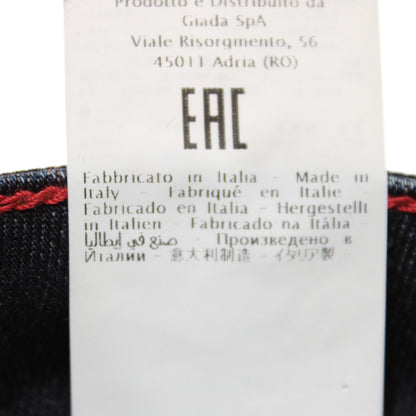 Prodotto e Distribuito da
Giada SpA
Viale Risorgmento, 56
45011 Adria (RO)
EAC
Fabbricato in Italia - Made in
Italy - Fabriqué en Italie -
Fabricado en Italia - Hergestellt
in Italien - Fabricado na Itália -
صنع في إيطاليا - Произведено в
Италии - 意大利制造 - イタリア製